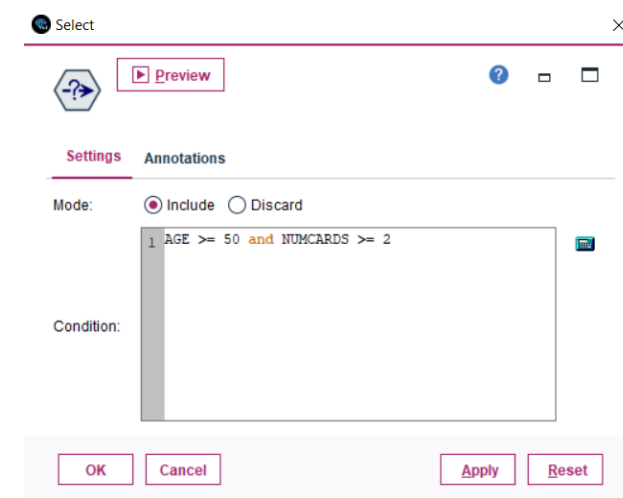 Select
Preview
?
Settings Annotations
Mode: Include Discard
1 AGE >= 50 and NUMCARDS >= 2
Condition:
OK Cancel Apply Reset